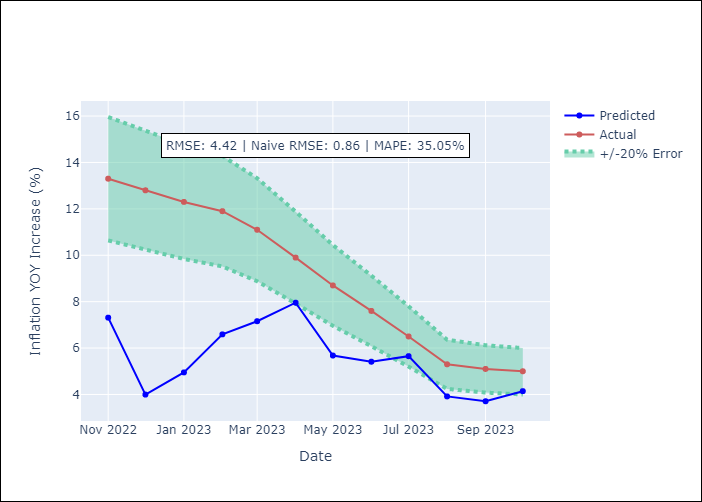 RMSE: 4.42 | Naive RMSE: 0.86 | MAPE: 35.05%
Predicted
Actual
+/-20% Error
Inflation YOY Increase (%)
16
14
12
10
8
6
4
Nov 2022
Jan 2023
Mar 2023
May 2023
Jul 2023
Sep 2023
Date